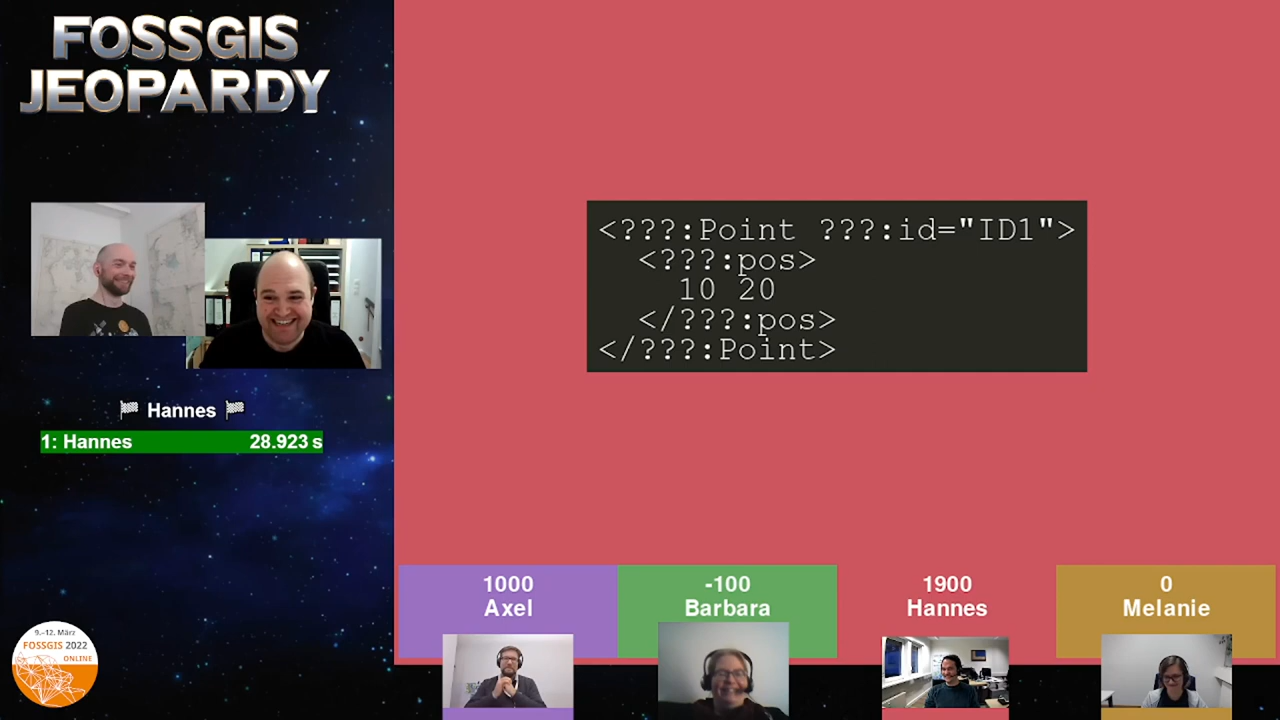 FOSSGIS
JEOPARDY
<???:Point ???:id="ID1">
<???:pos>
10 20
</???:pos>
</???:Point>
Hannes
1: Hannes 28.923 s
1000
Axel
-100
Barbara
1900
Hannes
0
Melanie
9.–12. März
FOSSGIS 2022
ONLINE